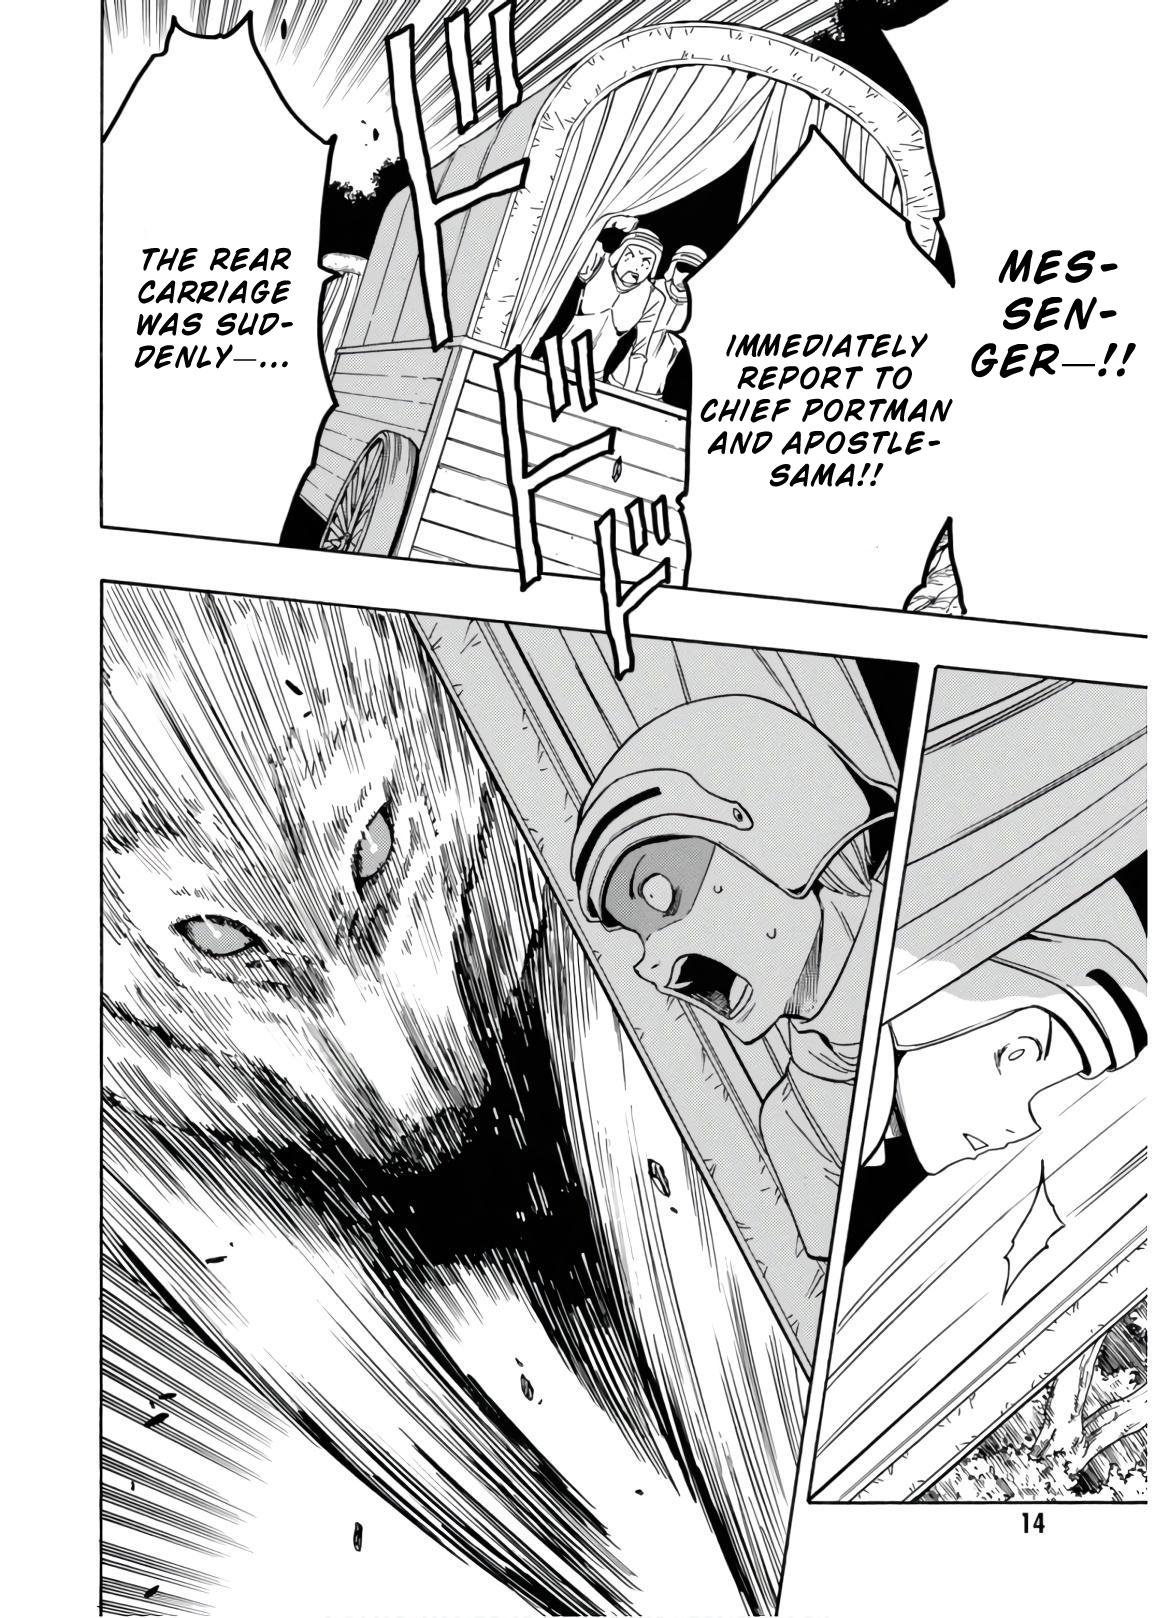 MES-
SEN-
GER—!!
IMMEDIATELY
REPORT TO
CHIEF PORTMAN
AND APOSTLE-
SAMA!!
THE REAR
CARRIAGE
WAS SUD-
DENLY—...
ドドド
14